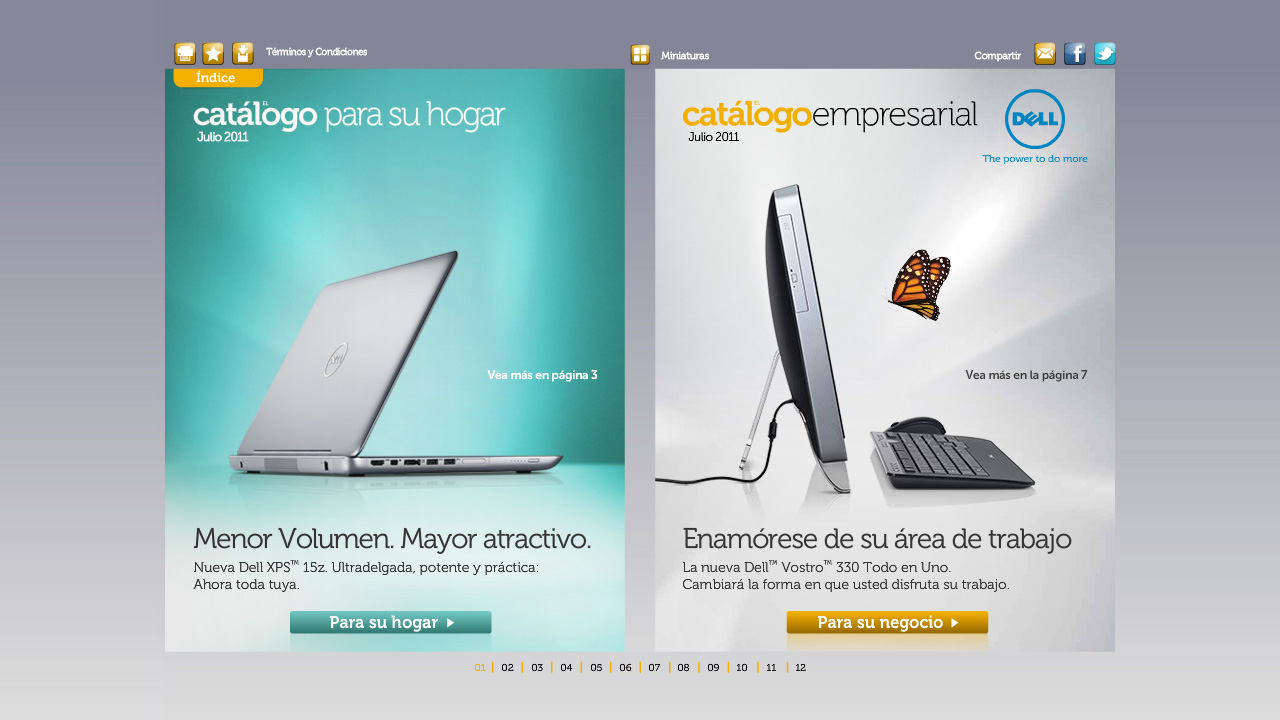 Términos y Condiciones
Miniaturas
Compartir
Índice
EL
catálogo para su hogar
Julio 2011
Vea más en página 3
Menor Volumen. Mayor atractivo.
Nueva Dell XPS™ 15z. Ultradelgada, potente y práctica:
Ahora toda tuya.
Para su hogar
EL
catálogoempresarial
Julio 2011
DELL
The power to do more
Vea más en la página 7
Enamórese de su área de trabajo
La nueva Dell™ Vostro™ 330 Todo en Uno.
Cambiará la forma en que usted disfruta su trabajo.
Para su negocio
01 | 02 | 03 | 04 | 05 | 06 | 07 | 08 | 09 | 10 | 11 | 12